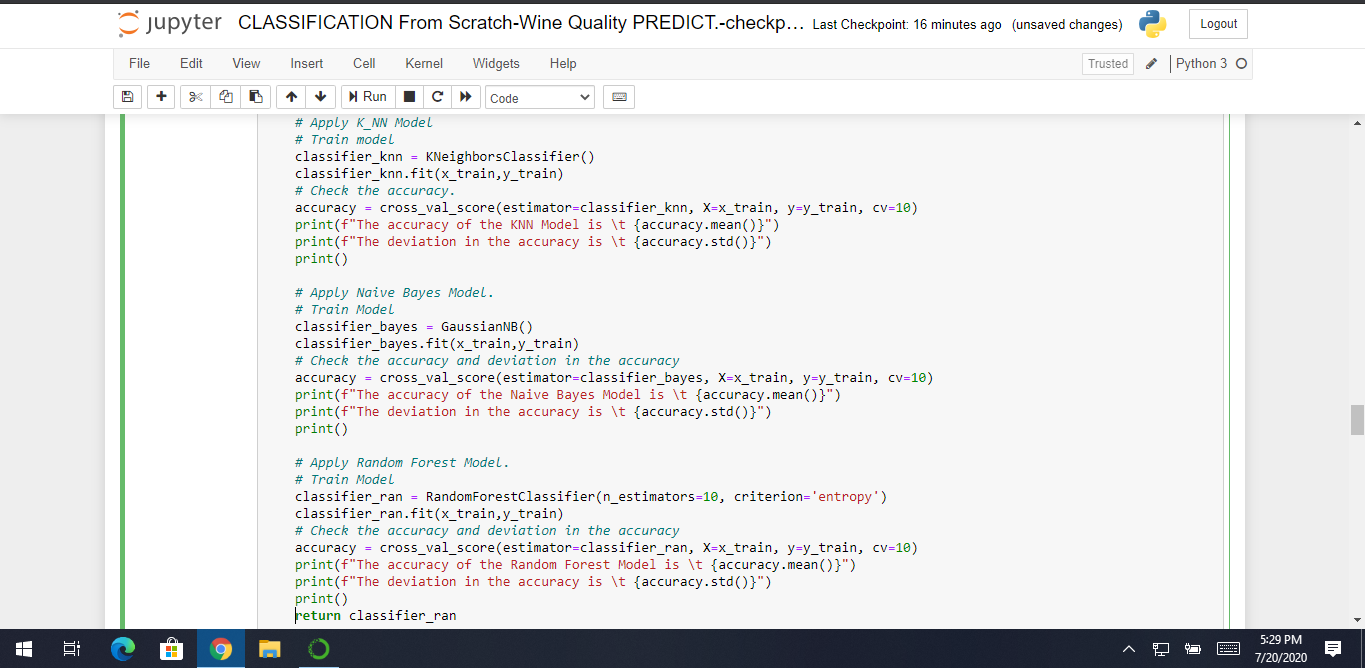 jupyter CLASSIFICATION From Scratch-Wine Quality PREDICT.-checkp... Last Checkpoint: 16 minutes ago (unsaved changes) Logout
File Edit View Insert Cell Kernel Widgets Help Trusted Python 3
Run Code
# Apply K_NN Model
# Train model
classifier_knn = KNeighborsClassifier()
classifier_knn.fit(x_train,y_train)
# Check the accuracy.
accuracy = cross_val_score(estimator=classifier_knn, X=x_train, y=y_train, cv=10)
print(f"The accuracy of the KNN Model is \t {accuracy.mean()}")
print(f"The deviation in the accuracy is \t {accuracy.std()}")
print()
# Apply Naive Bayes Model.
# Train Model
classifier_bayes = GaussianNB()
classifier_bayes.fit(x_train,y_train)
# Check the accuracy and deviation in the accuracy
accuracy = cross_val_score(estimator=classifier_bayes, X=x_train, y=y_train, cv=10)
print(f"The accuracy of the Naive Bayes Model is \t {accuracy.mean()}")
print(f"The deviation in the accuracy is \t {accuracy.std()}")
print()
# Apply Random Forest Model.
# Train Model
classifier_ran = RandomForestClassifier(n_estimators=10, criterion='entropy')
classifier_ran.fit(x_train,y_train)
# Check the accuracy and deviation in the accuracy
accuracy = cross_val_score(estimator=classifier_ran, X=x_train, y=y_train, cv=10)
print(f"The accuracy of the Random Forest Model is \t {accuracy.mean()}")
print(f"The deviation in the accuracy is \t {accuracy.std()}")
print()
return classifier_ran
5:29 PM
7/20/2020